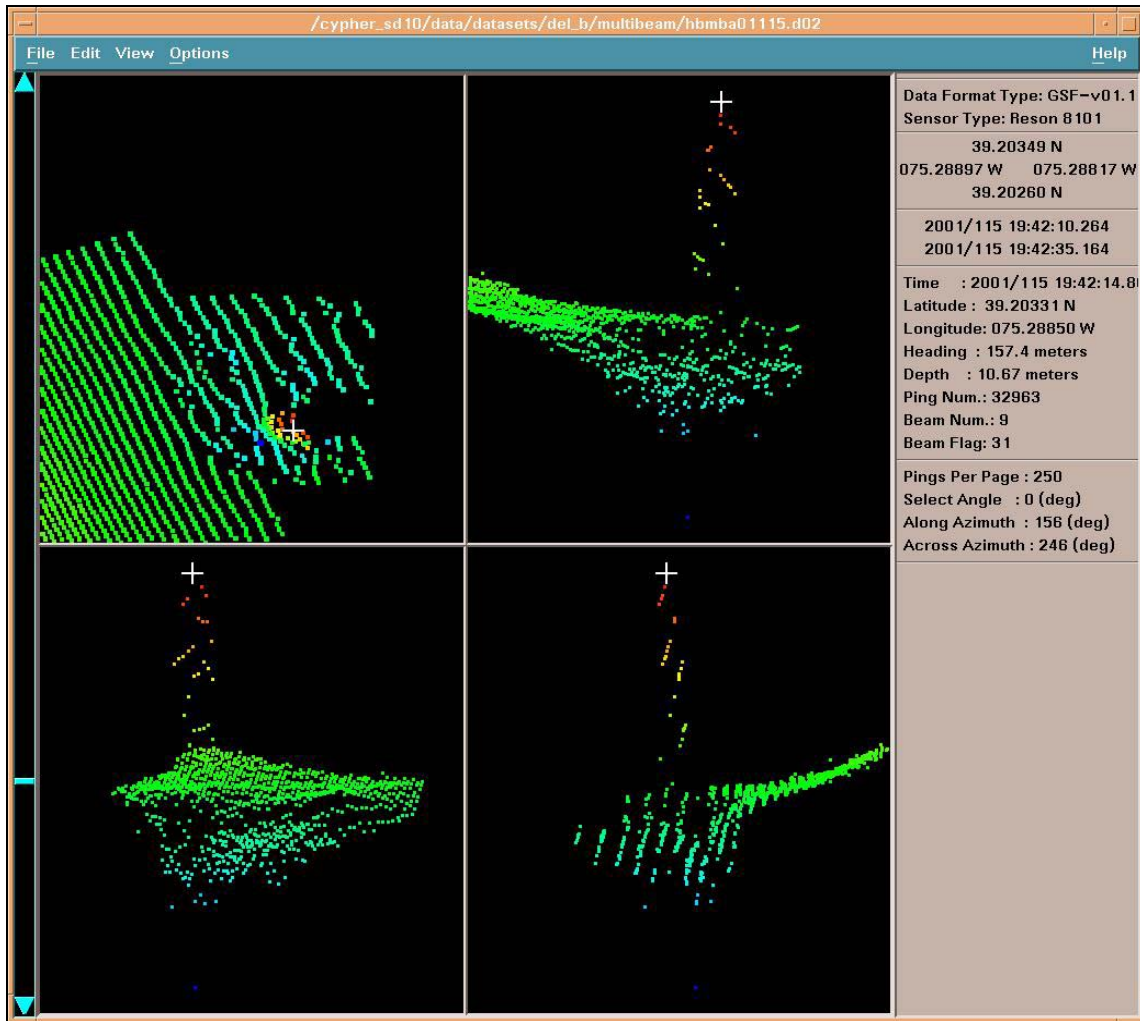 /cypher_sd10/data/datasets/del_b/multibeam/hbmba01115.d02
File Edit View Options Help
Data Format Type: GSF-v01.1
Sensor Type: Reson 8101
39.20349 N
075.28897 W 075.28817 W
39.20260 N
2001/115 19:42:10.264
2001/115 19:42:35.164
Time : 2001/115 19:42:14.8
Latitude : 39.20331 N
Longitude: 075.28850 W
Heading : 157.4 meters
Depth : 10.67 meters
Ping Num.: 32963
Beam Num.: 9
Beam Flag: 31
Pings Per Page : 250
Select Angle : 0 (deg)
Along Azimuth : 156 (deg)
Across Azimuth : 246 (deg)